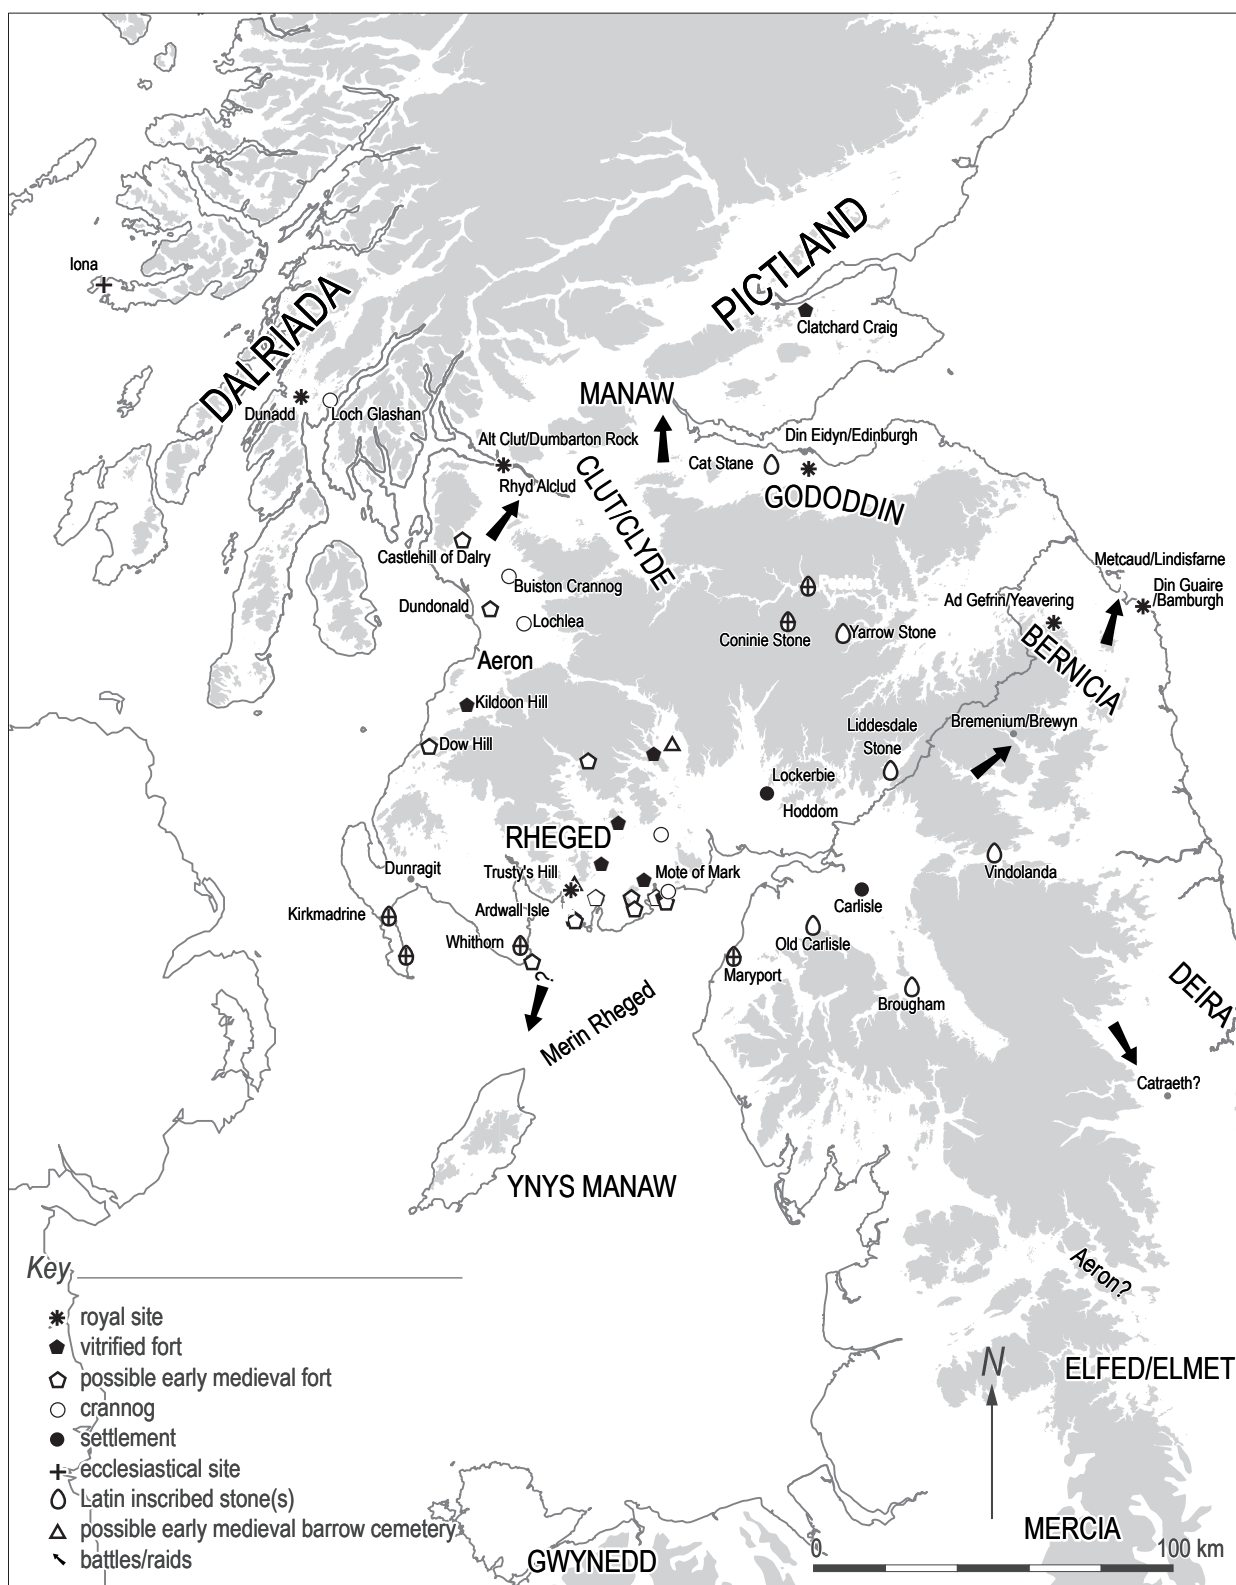 Iona
PICTLAND
Clatchard Craig
DALRIADA
Dunadd
Loch Glashan
MANAW
Alt Clut/Dumbarton Rock
Rhyd Alclud
CLUT/CLYDE
Din Eidyn/Edinburgh
Cat Stane
GODODDIN
Castlehill of Dalry
Buiston Crannog
Dundonald
Lochlea
Metcaud/Lindisfarne
Din Guaire
/Bamburgh
Ad Gefrin/Yeavering
Coninie Stone
Yarrow Stone
BERNICIA
Aeron
Kildoon Hill
Dow Hill
Liddesdale
Stone
Bremenium/Brewyn
Lockerbie
Hoddom
RHEGED
Trusty's Hill
Mote of Mark
Dunragit
Kirkmadrine
Ardwall Isle
Whithorn
Vindolanda
Carlisle
Old Carlisle
Maryport
Brougham
DEIRA
?
Merin Rheged
Catraeth?
YNYS MANAW
Aeron?
ELFED/ELMET
Key
royal site
vitrified fort
possible early medieval fort
crannog
settlement
ecclesiastical site
Latin inscribed stone(s)
possible early medieval barrow cemetery
battles/raids
N
GWYNEDD
MERCIA
0
100 km